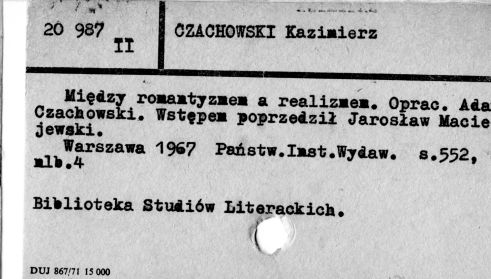 20 987
II
CZACHOWSKI Kazimierz
Między romantyzmem a realizmem. Oprac. Ada
Czachowski. Wstępem poprzedził Jarosław Macie
jewski.
Warszawa 1967 Państw.Inst.Wydaw. s.552,
nlb.4
Biblioteka Studiów Literackich.
DUJ 867/71 15 000